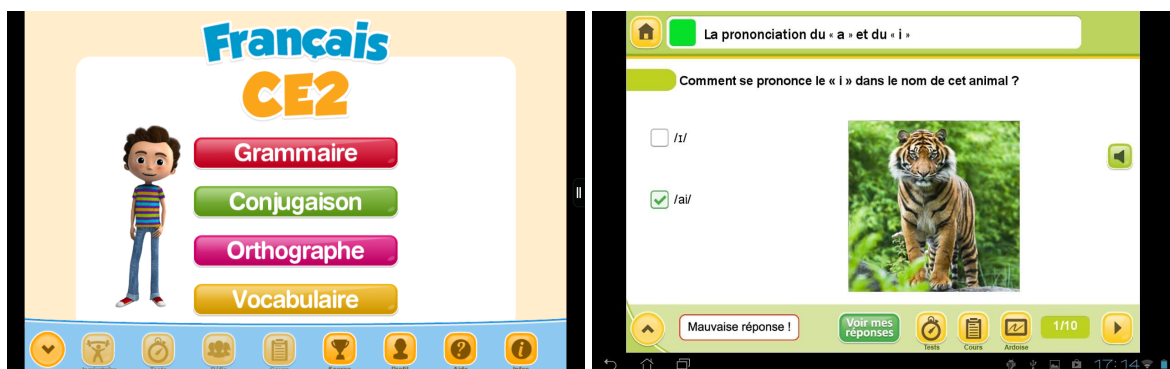 Français
CE2
Grammaire
Conjugaison
Orthographe
Vocabulaire
La prononciation du « a » et du « i »
Comment se prononce le « i » dans le nom de cet animal ?
/ɪ/
/ai/
Mauvaise réponse !
Voir mes
réponses
Tests
Cours
Ardoise
1/10
17:14